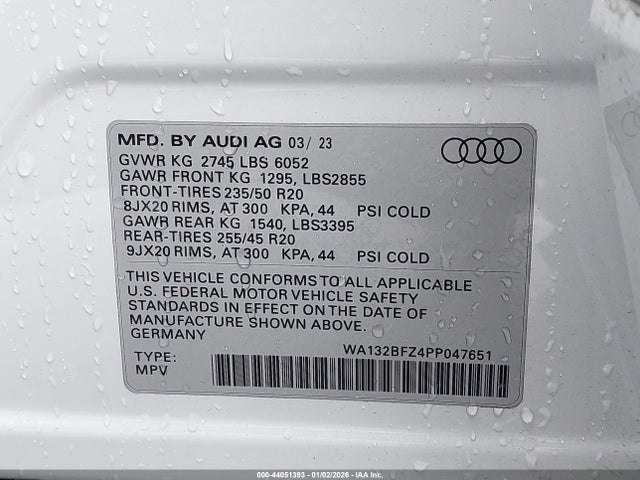 MFD. BY AUDI AG 03/ 23
GVWR KG 2745 LBS 6052
GAWR FRONT KG 1295, LBS2855
FRONT-TIRES 235/50 R20
8JX20 RIMS, AT 300 KPA, 44 PSI COLD
GAWR REAR KG 1540, LBS3395
REAR-TIRES 255/45 R20
9JX20 RIMS, AT 300 KPA, 44 PSI COLD
THIS VEHICLE CONFORMS TO ALL APPLICABLE
U.S. FEDERAL MOTOR VEHICLE SAFETY
STANDARDS IN EFFECT ON THE DATE OF
MANUFACTURE SHOWN ABOVE.
GERMANY
WA132BFZ4PP047651
TYPE:
MPV
000-44051393 - 01/02/2026 - IAA Inc.